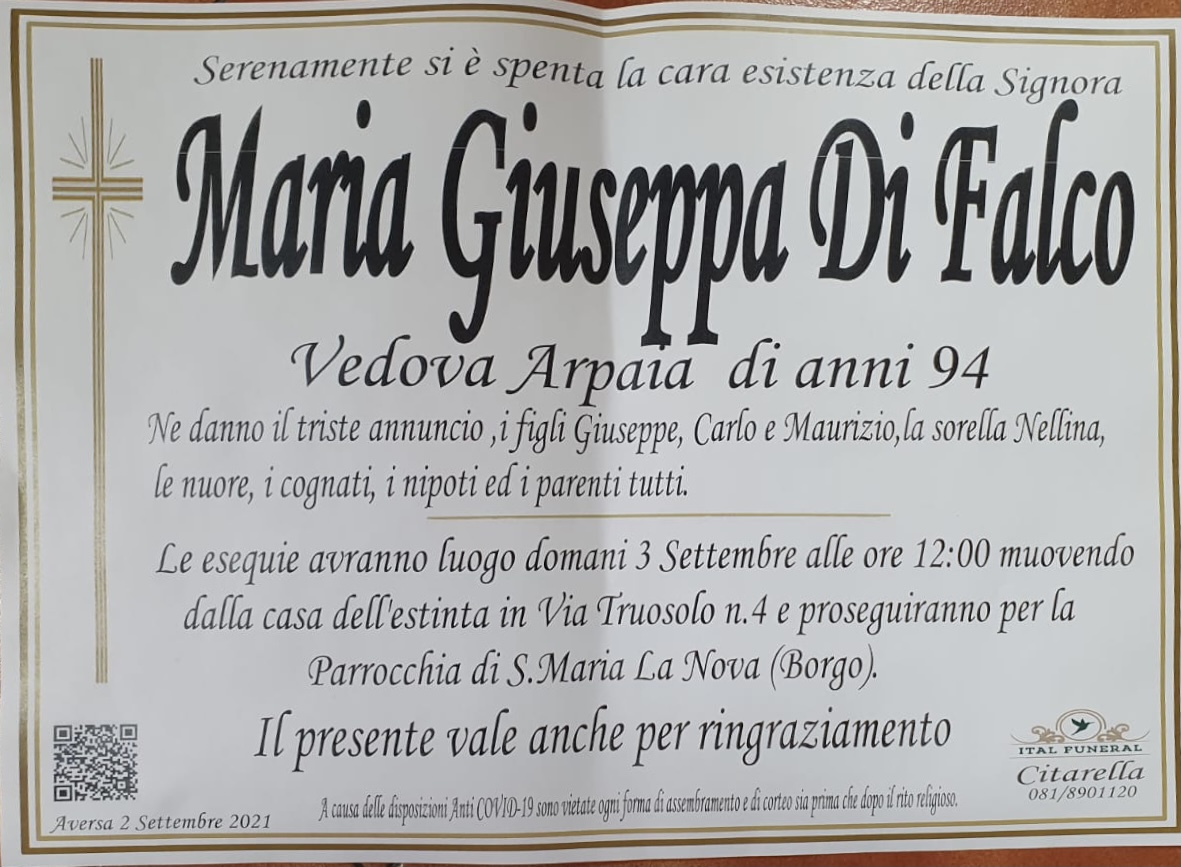 Serenamente si è spenta la cara esistenza della Signora
Maria Giuseppa Di Falco
Vedova Arpaia di anni 94
Ne danno il triste annuncio ,i figli Giuseppe, Carlo e Maurizio,la sorella Nellina,
le nuore, i cognati, i nipoti ed i parenti tutti.
Le esequie avranno luogo domani 3 Settembre alle ore 12:00 muovendo
dalla casa dell'estinta in Via Truosolo n.4 e proseguiranno per la
Parrocchia di S.Maria La Nova (Borgo).
Il presente vale anche per ringraziamento
ITAL FUNERAL
Citarella
081/8901120
A causa delle disposizioni Anti COVID-19 sono vietate ogni forma di assembramento e di corteo sia prima che dopo il rito religioso.
Aversa 2 Settembre 2021